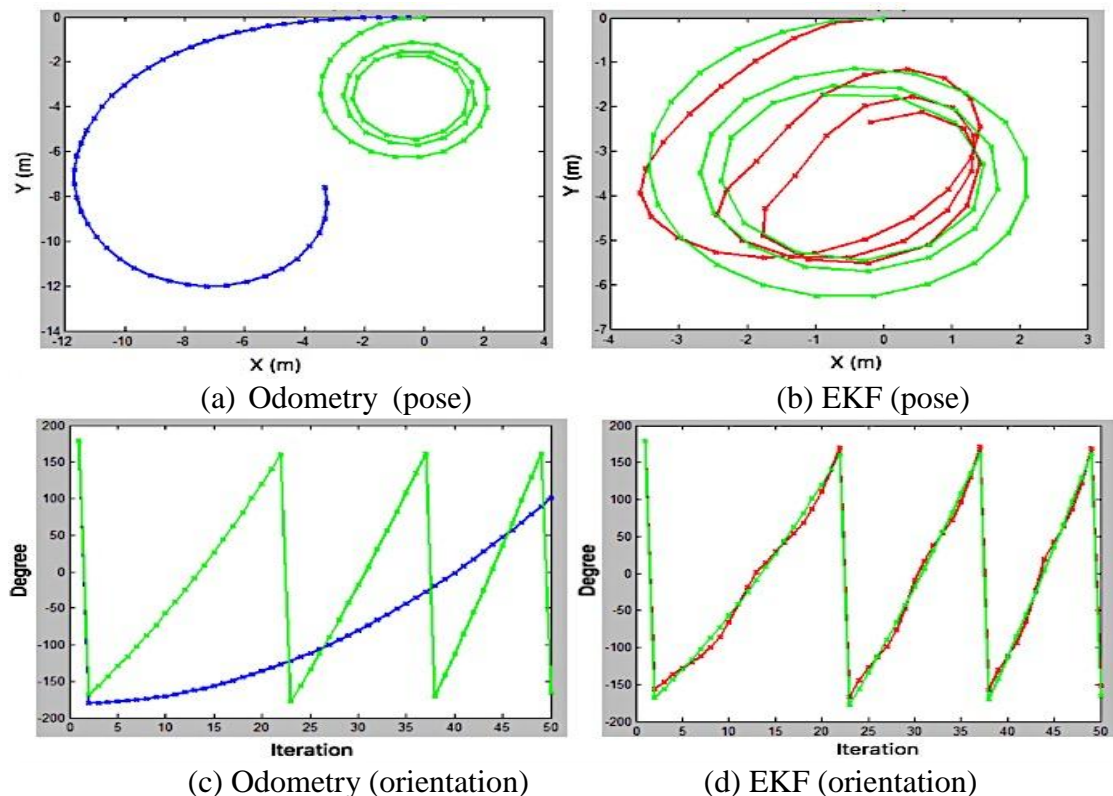 0
-2
-4
-6
-8
-10
-12
-14
Y (m)
-12 -10 -8 -6 -4 -2 0 2 4
X (m)
0
-1
-2
-3
-4
-5
-6
-7
Y (m)
-4 -3 -2 -1 0 1 2 3
X (m)
(a) Odometry (pose)
(b) EKF (pose)
200
150
100
50
0
-50
-100
-150
-200
Degree
0 5 10 15 20 25 30 35 40 45 50
Iteration
200
150
100
50
0
-50
-100
-150
-200
Degree
0 5 10 15 20 25 30 35 40 45 50
Iteration
(c) Odometry (orientation)
(d) EKF (orientation)